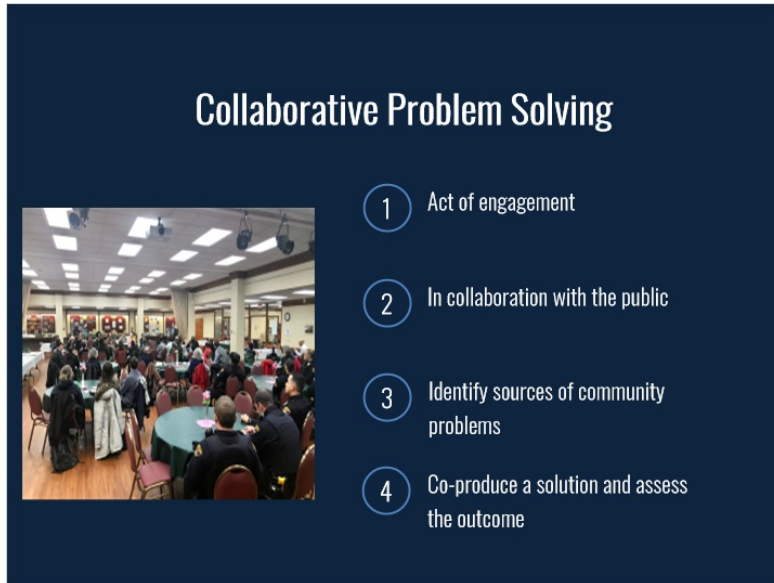 Collaborative Problem Solving
1
Act of engagement
2
In collaboration with the public
3
Identify sources of community
problems
4
Co-produce a solution and assess
the outcome